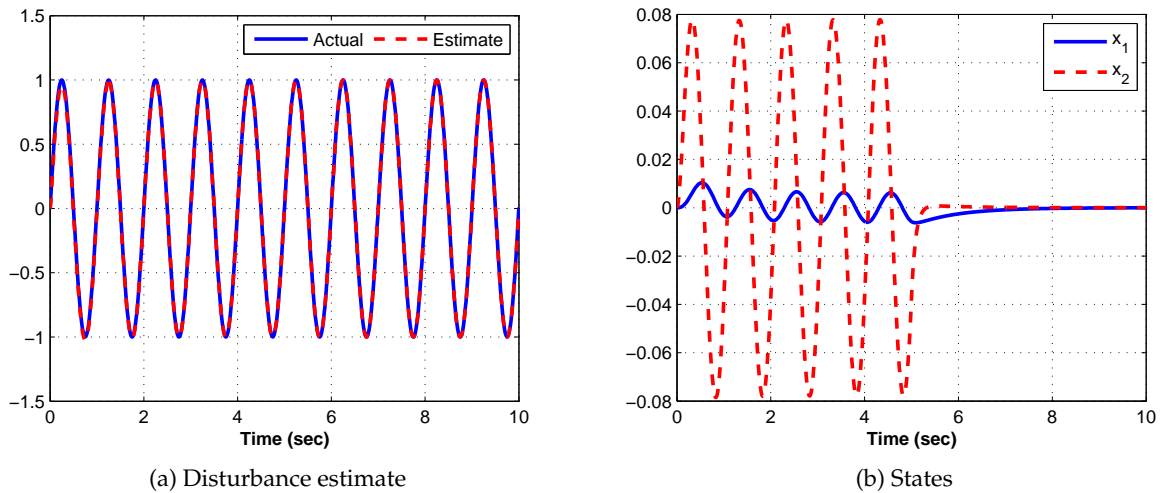 1.5
1
0.5
0
−0.5
−1
−1.5
Actual
Estimate
0 2 4 6 8 10
Time (sec)
(a) Disturbance estimate
0.08
0.06
0.04
0.02
0
−0.02
−0.04
−0.06
−0.08
x1
x2
0 2 4 6 8 10
Time (sec)
(b) States